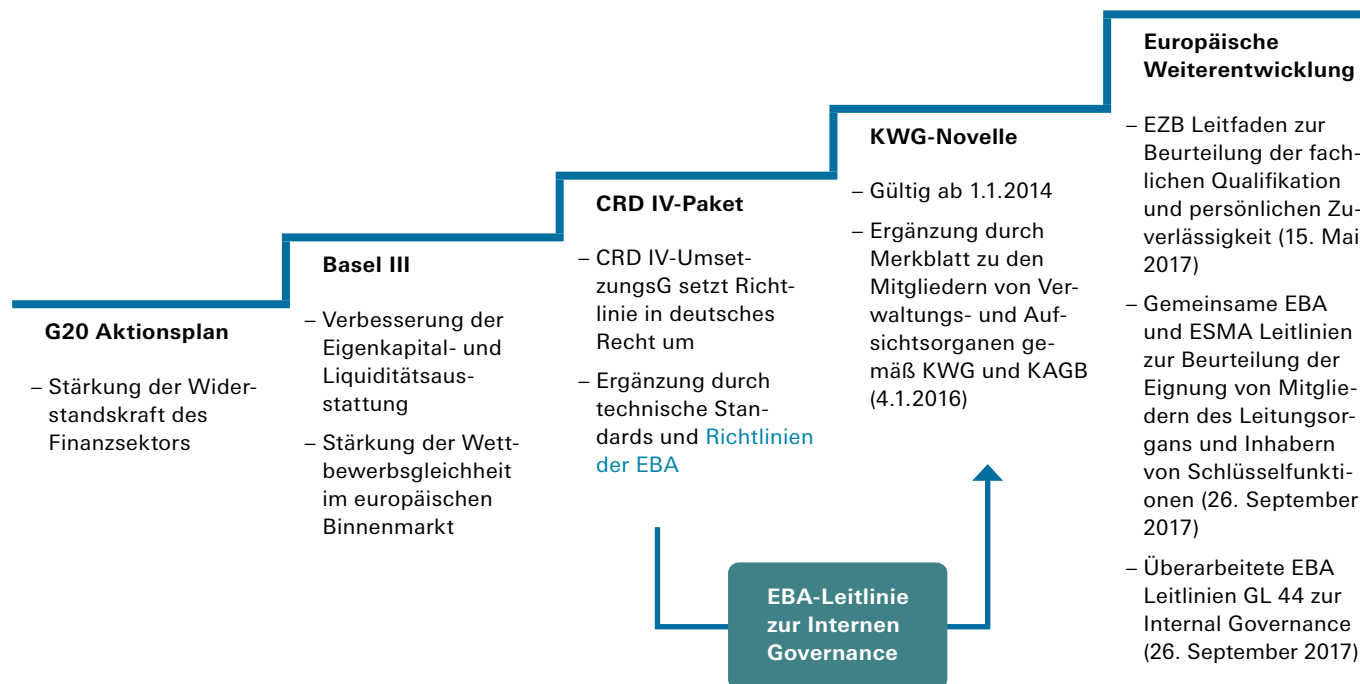 G20 Aktionsplan
– Stärkung der Wider-
standskraft des
Finanzsektors
Basel III
– Verbesserung der
Eigenkapital- und
Liquiditätsaus-
stattung
– Stärkung der Wett-
bewerbsgleichheit
im europäischen
Binnenmarkt
CRD IV-Paket
– CRD IV-Umset-
zungsG setzt Richt-
linie in deutsches
Recht um
– Ergänzung durch
technische Stan-
dards und Richtlinien
der EBA
KWG-Novelle
– Gültig ab 1.1.2014
– Ergänzung durch
Merkblatt zu den
Mitgliedern von Ver-
waltungs- und Auf-
sichtsorganen ge-
mäß KWG und KAGB
(4.1.2016)
EBA-Leitlinie
zur Internen
Governance
Europäische
Weiterentwicklung
– EZB Leitfaden zur
Beurteilung der fach-
lichen Qualifikation
und persönlichen Zu-
verlässigkeit (15. Mai
2017)
– Gemeinsame EBA
und ESMA Leitlinien
zur Beurteilung der
Eignung von Mitglie-
dern des Leitungsor-
gans und Inhabern
von Schlüsselfunkti-
onen (26. September
2017)
– Überarbeitete EBA
Leitlinien GL 44 zur
Internal Governance
(26. September 2017)